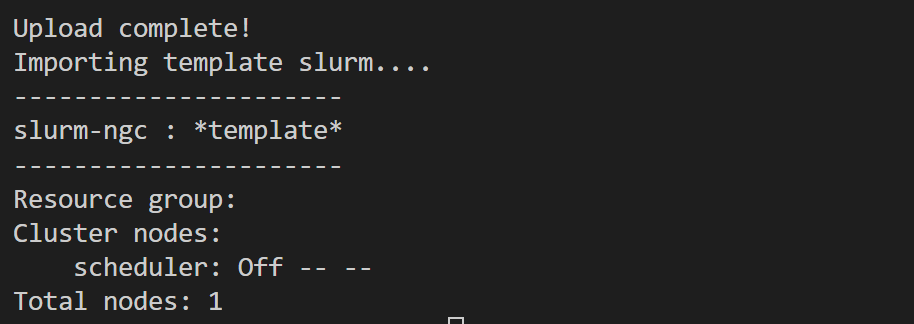 Upload complete!
Importing template slurm....
----------------------
slurm-ngc : *template*
----------------------
Resource group:
Cluster nodes:
    scheduler: Off -- --
Total nodes: 1